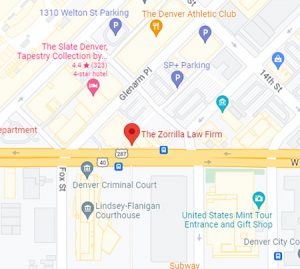 1310 Welton St Parking
P
The Denver Athletic Club
The Slate Denver,
Tapestry Collection by...
4.4 ★ (323)
4-star hotel
SP+ Parking
P
P
Glenarm Pl
14th St
epartment
The Zorrilla Law Firm
287
40
W
Fox St
Denver Criminal Court
Lindsey-Flanigan
Courthouse
United States Mint Tour
Entrance and Gift Shop
Denver City Co
Subway